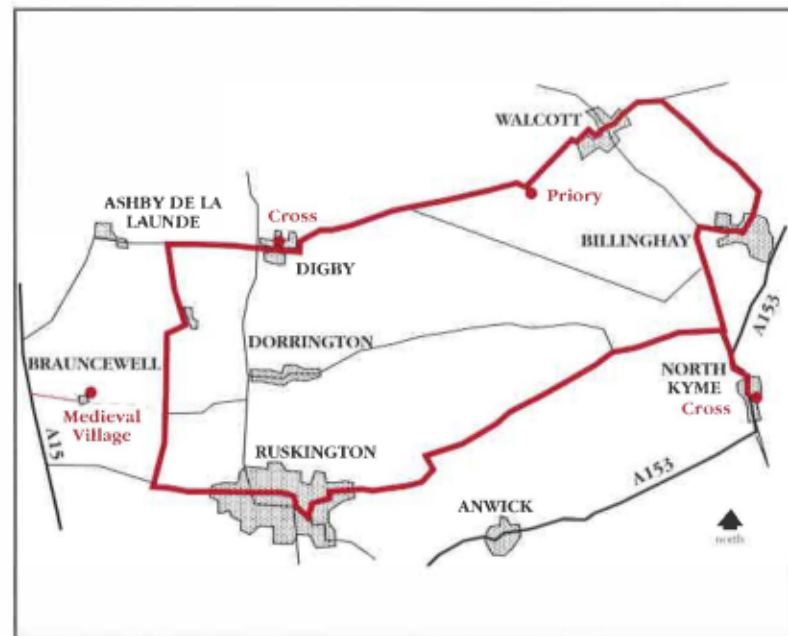 WALCOTT
ASHBY DE LA
LAUNDE
Cross
Priory
DIGBY
BILLINGHAY
A153
DORRINGTON
BRAUNCEWELL
NORTH
KYME
Cross
Medieval
Village
A15
RUSKINGTON
A153
ANWICK
north